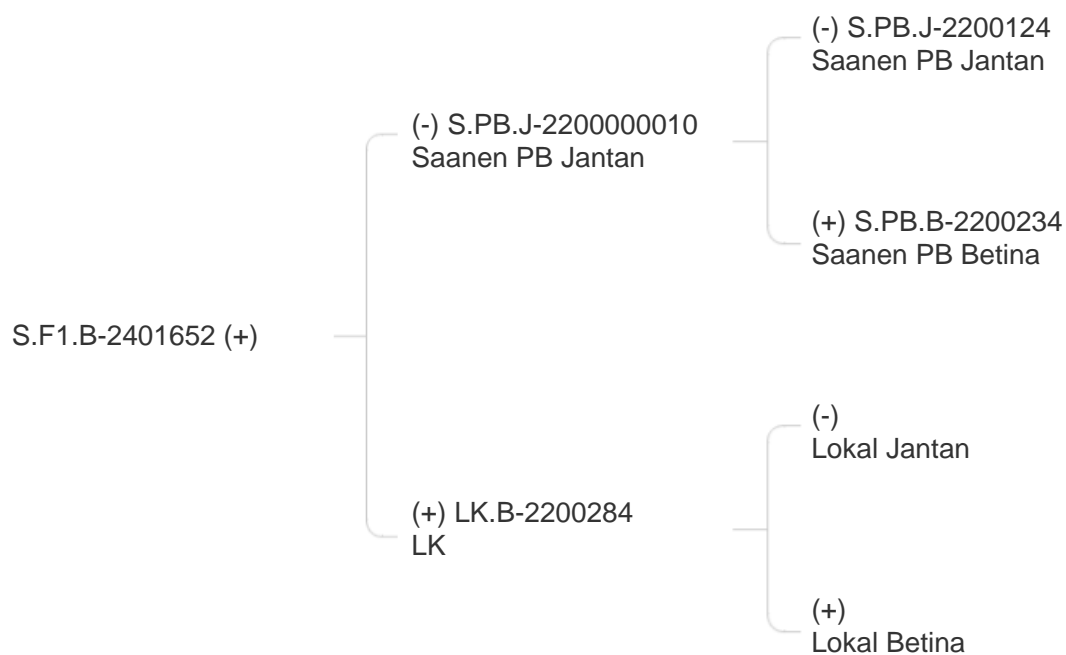 (-) S.PB.J-2200124
Saanen PB Jantan
(-) S.PB.J-2200000010
Saanen PB Jantan
(+) S.PB.B-2200234
Saanen PB Betina
S.F1.B-2401652 (+)
(-)
Lokal Jantan
(+) LK.B-2200284
LK
(+)
Lokal Betina